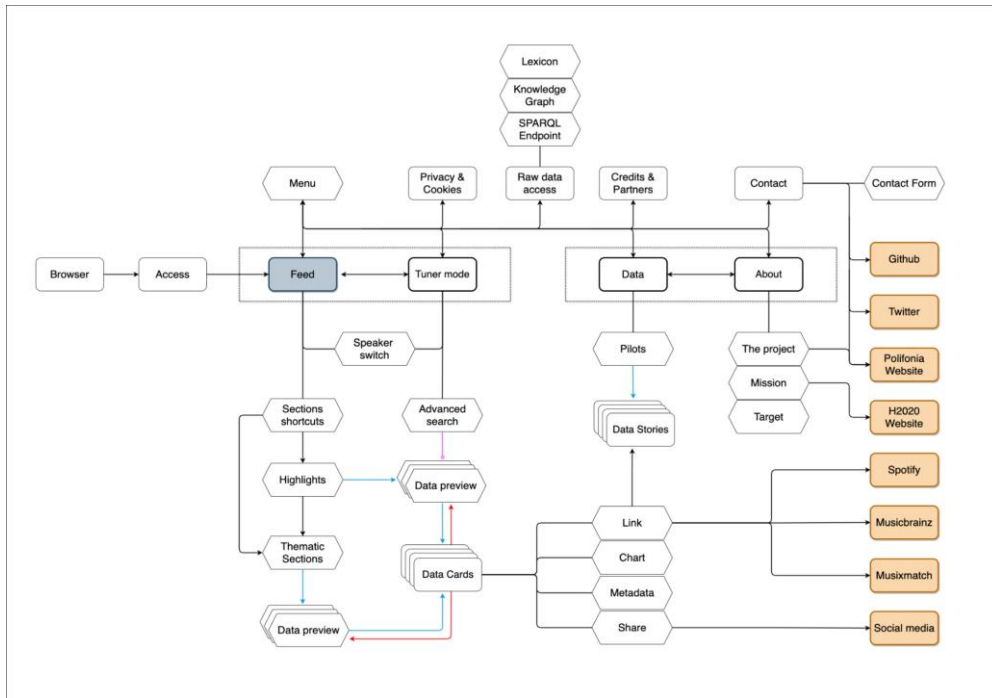 Lexicon
Knowledge
Graph
SPARQL
Endpoint
Menu
Privacy &
Cookies
Raw data
access
Credits &
Partners
Contact
Contact Form
Browser
Access
Feed
Tuner mode
Data
About
Github
Twitter
Speaker
switch
Pilots
The project
Polifonia
Website
Mission
Sections
shortcuts
Advanced
search
Data Stories
Target
H2020
Website
Highlights
Data preview
Spotify
Link
Musicbrainz
Thematic
Sections
Chart
Data Cards
Musixmatch
Metadata
Data preview
Share
Social media